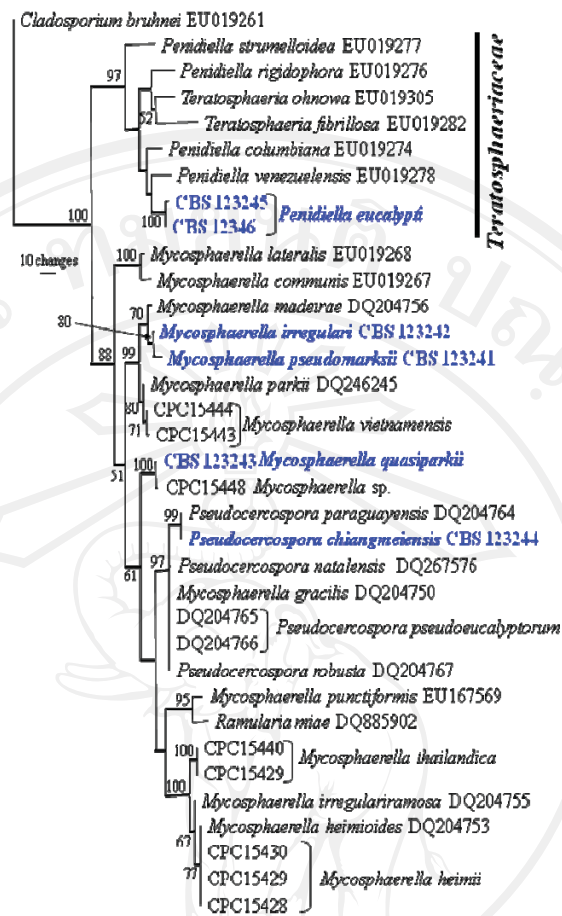 Cladosporium bruhnei EU019261
Penidiella strumelloidea EU019277
97
Penidiella rigidophora EU019276
Teratosphaeria ohnowa EU019305
52
Teratosphaeria fibrillosa EU019282
Penidiella columbiana EU019274
Penidiella venezuelensis EU019278
CBS 123245
100
CBS 12346
Penidiella eucalypti
Teratosphaeriaceae
100
Mycosphaerella lateralis EU019268
10 changes
100
Mycosphaerella communis EU019267
70
Mycosphaerella madeirae DQ204756
80
Mycosphaerella irregulari CBS 123242
88
99
Mycosphaerella pseudomarksii CBS 123241
Mycosphaerella parkii DQ246245
80
CPC15444
71
CPC15443
Mycosphaerella vietnamensis
CBS 123243 Mycosphaerella quasiparkii
51
100
CPC15448 Mycosphaerella sp.
99
Pseudocercospora paraguayensis DQ204764
Pseudocercospora chiangmeiensis CBS 123244
61
97
Pseudocercospora natalensis DQ267576
Mycosphaerella gracilis DQ204750
DQ204765
DQ204766
Pseudocercospora pseudoeucalyptorum
Pseudocercospora robusta DQ204767
95
Mycosphaerella punctiformis EU167569
Ramularia miae DQ885902
100
CPC15440
CPC15429
Mycosphaerella thailandica
100
Mycosphaerella irregulariramosa DQ204755
Mycosphaerella heimioides DQ204753
67
CPC15430
77
CPC15429
CPC15428
Mycosphaerella heimii